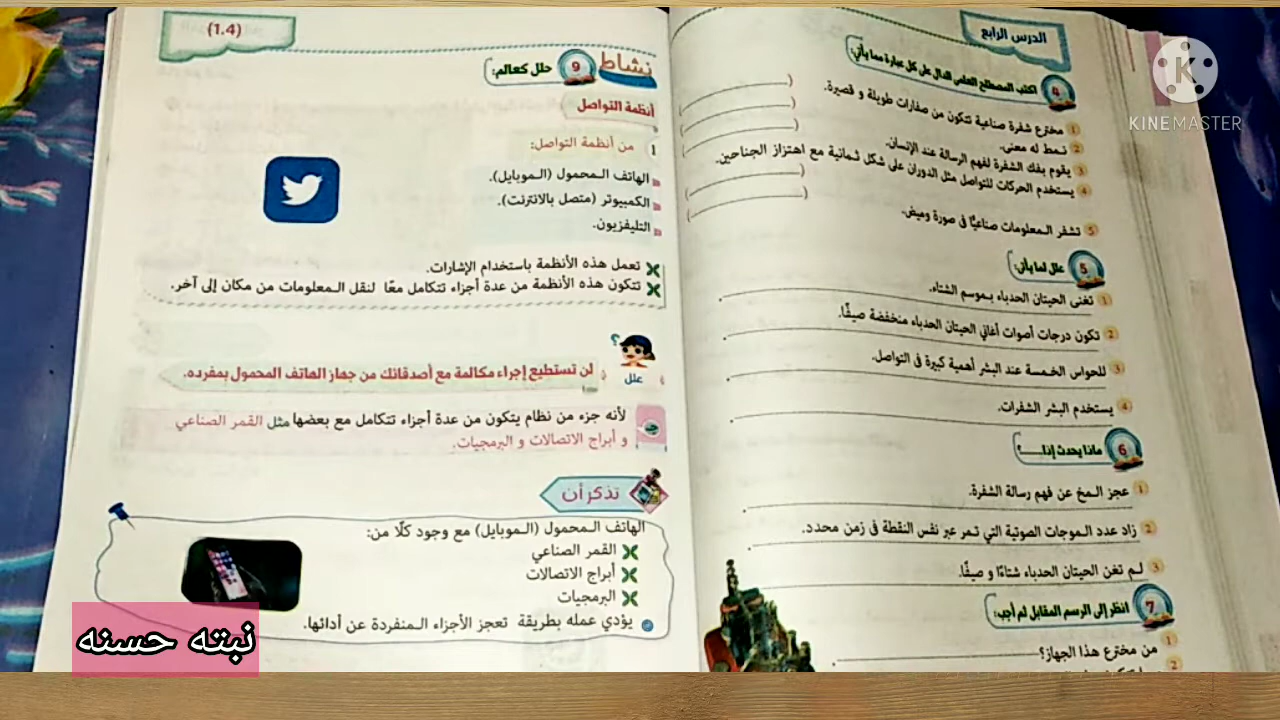 الدرس الرابع
4 اكتب المصطلح العلمي الدال على كل عبارة مما يأتي:
1 مخترع شفرة صناعية تتكون من صفارات طويلة و قصيرة. ( )
2 نمط له معنى. ( )
3 يقوم بفك الشفرة لفهم الرسالة عند الإنسان. ( )
4 يستخدم الحركات للتواصل مثل الدوران على شكل ثمانية مع اهتزاز الجناحين. ( )
5 تشفر المعلومات صناعيًا فى صورة وميض. ( )
5 علل لما يأتي:
1 تغنى الحيتان الحدباء بموسم الشتاء.
2 تكون درجات أصوات أغاني الحيتان الحدباء منخفضة صيفًا.
3 للحواس الخمسة عند البشر أهمية كبيرة فى التواصل.
4 يستخدم البشر الشفرات.
6 ماذا يحدث إذا......؟
1 عجز المخ عن فهم رسالة الشفرة.
2 زاد عدد الموجات الصوتية التي تمر عبر نفس النقطة فى زمن محدد.
3 لم تغن الحيتان الحدباء شتاءًا و صيفًا.
7 انظر إلى الرسم المقابل ثم أجب:
1 من مخترع هذا الجهاز؟
2
(1.4)
نشاط 9 حلل كعالم:
أنظمة التواصل
1 من أنظمة التواصل:
الهاتف المحمول (الموبايل).
الكمبيوتر (متصل بالانترنت).
التليفزيون.
تعمل هذه الأنظمة باستخدام الإشارات.
تتكون هذه الأنظمة من عدة أجزاء تتكامل معًا لنقل المعلومات من مكان إلى آخر.
؟
علل
لن تستطيع إجراء مكالمة مع أصدقائك من جهاز الهاتف المحمول بمفرده.
لأنه جزء من نظام يتكون من عدة أجزاء تتكامل مع بعضها مثل القمر الصناعي
و أبراج الاتصالات و البرمجيات.
تذكر أن
الهاتف المحمول (الموبايل) مع وجود كلًا من:
القمر الصناعي
أبراج الاتصالات
البرمجيات
يؤدي عمله بطريقة تعجز الأجزاء المنفردة عن أدائها.
نبته حسنه
K
KINEMASTER